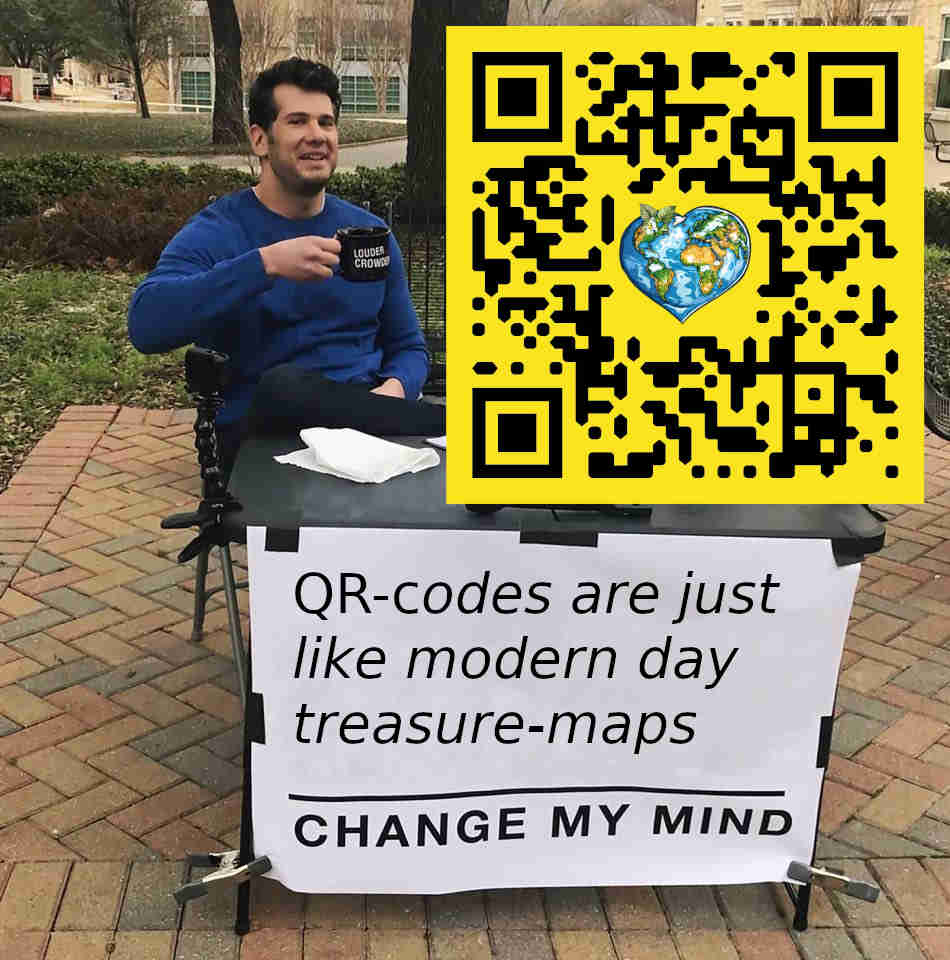 LOUDER
CROWDER
QR-codes are just
like modern day
treasure-maps
CHANGE MY MIND